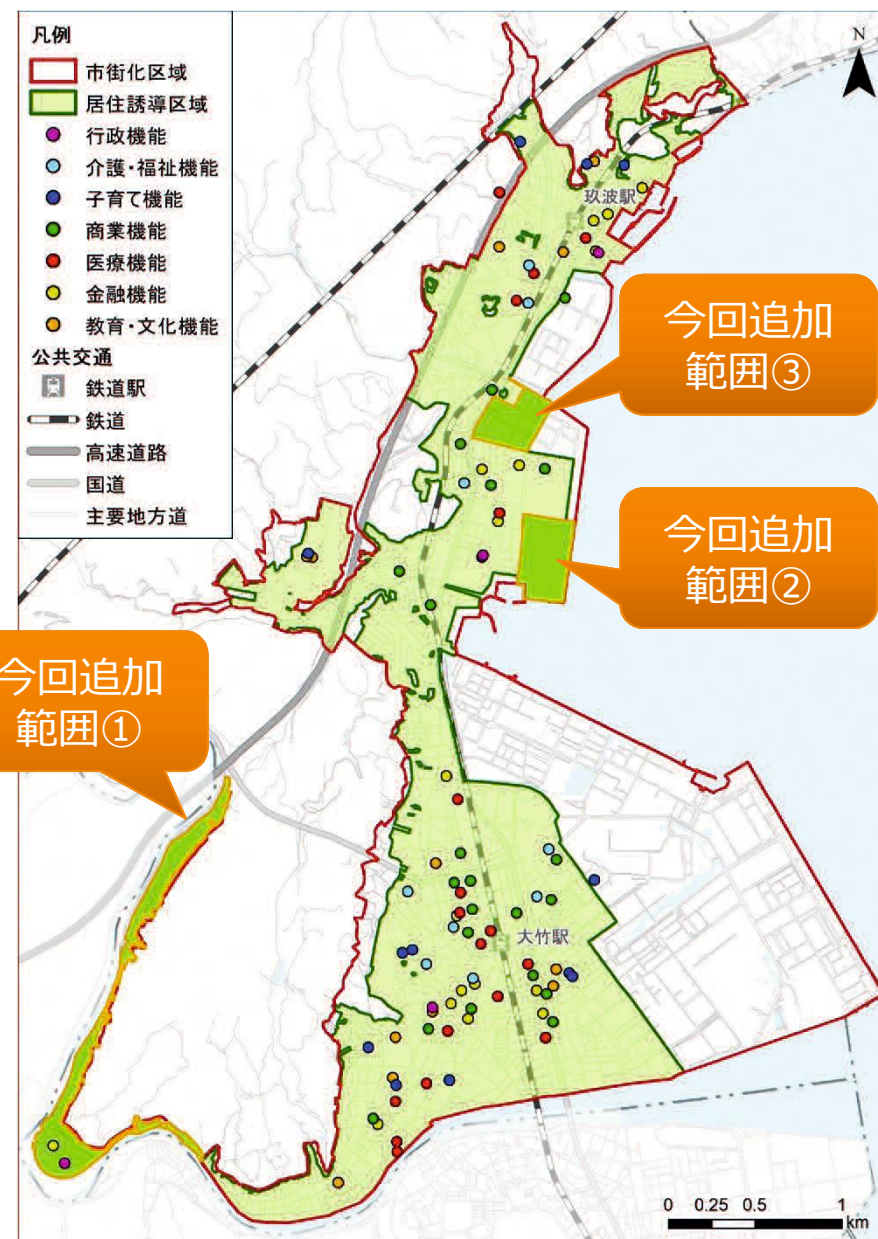 凡例
市街化区域
居住誘導区域
行政機能
介護・福祉機能
子育て機能
商業機能
医療機能
金融機能
教育・文化機能
公共交通
鉄道駅
鉄道
高速道路
国道
主要地方道
N
玖波駅
今回追加
範囲③
今回追加
範囲②
今回追加
範囲①
大竹駅
0 0.25 0.5 1
km